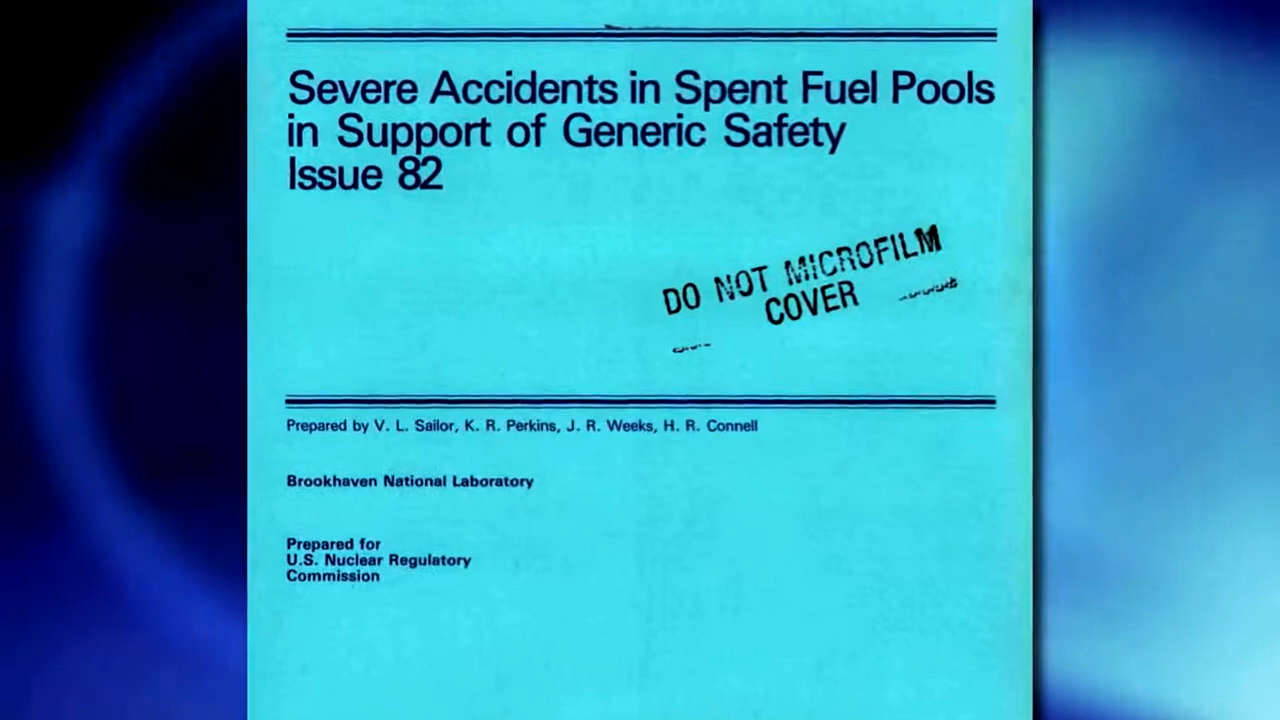 Severe Accidents in Spent Fuel Pools
in Support of Generic Safety
Issue 82
DO NOT MICROFILM
COVER
Prepared by V. L. Sailor, K. R. Perkins, J. R. Weeks, H. R. Connell
Brookhaven National Laboratory
Prepared for
U.S. Nuclear Regulatory
Commission